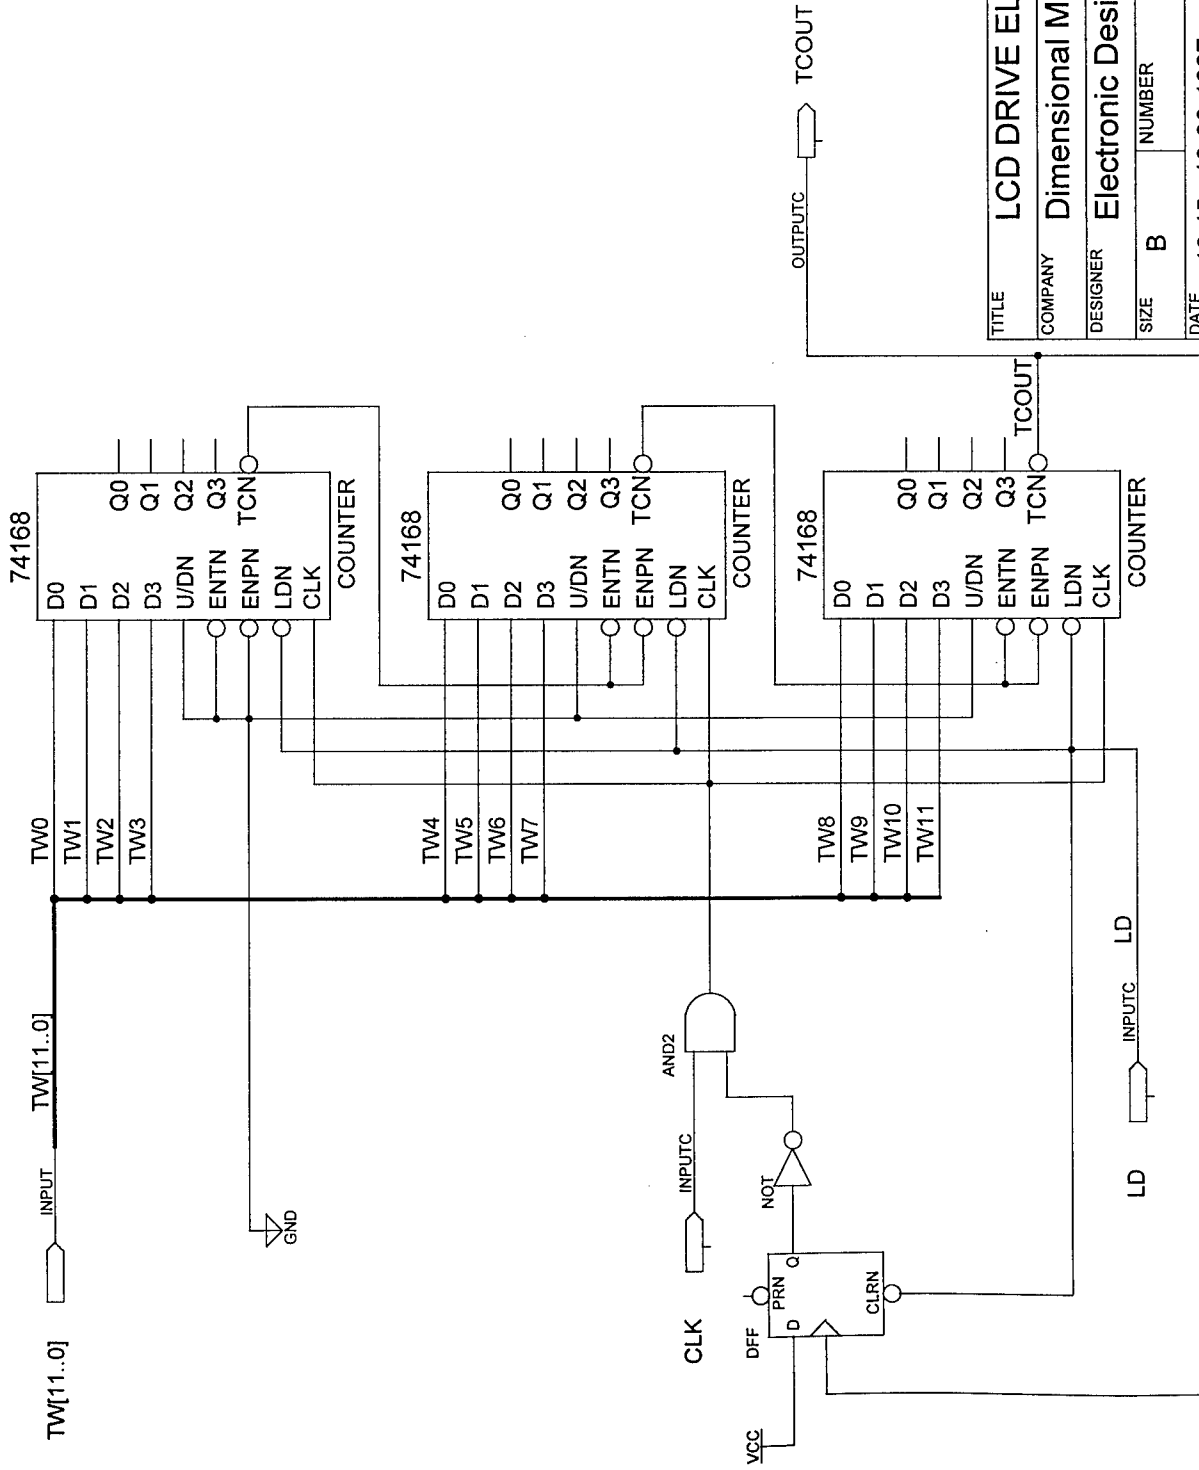 TW[11..0]
INPUT
TW[11..0]
TW0
TW1
TW2
TW3
74168
D0
D1
D2
D3
U/DN
ENTN
ENPN
LDN
CLK
Q0
Q1
Q2
Q3
TCN
COUNTER
GND
TW4
TW5
TW6
TW7
74168
D0
D1
D2
D3
U/DN
ENTN
ENPN
LDN
CLK
Q0
Q1
Q2
Q3
TCN
COUNTER
CLK
INPUTC
AND2
NOT
VCC
DFF
D
PRN
Q
CLRN
TW8
TW9
TW10
TW11
74168
D0
D1
D2
D3
U/DN
ENTN
ENPN
LDN
CLK
Q0
Q1
Q2
Q3
TCN
COUNTER
TCOUT
OUTPUTC
TCOUT
LD
INPUTC
LD
TITLE LCD DRIVE EL
COMPANY Dimensional M
DESIGNER Electronic Desi
SIZE B NUMBER
DATE